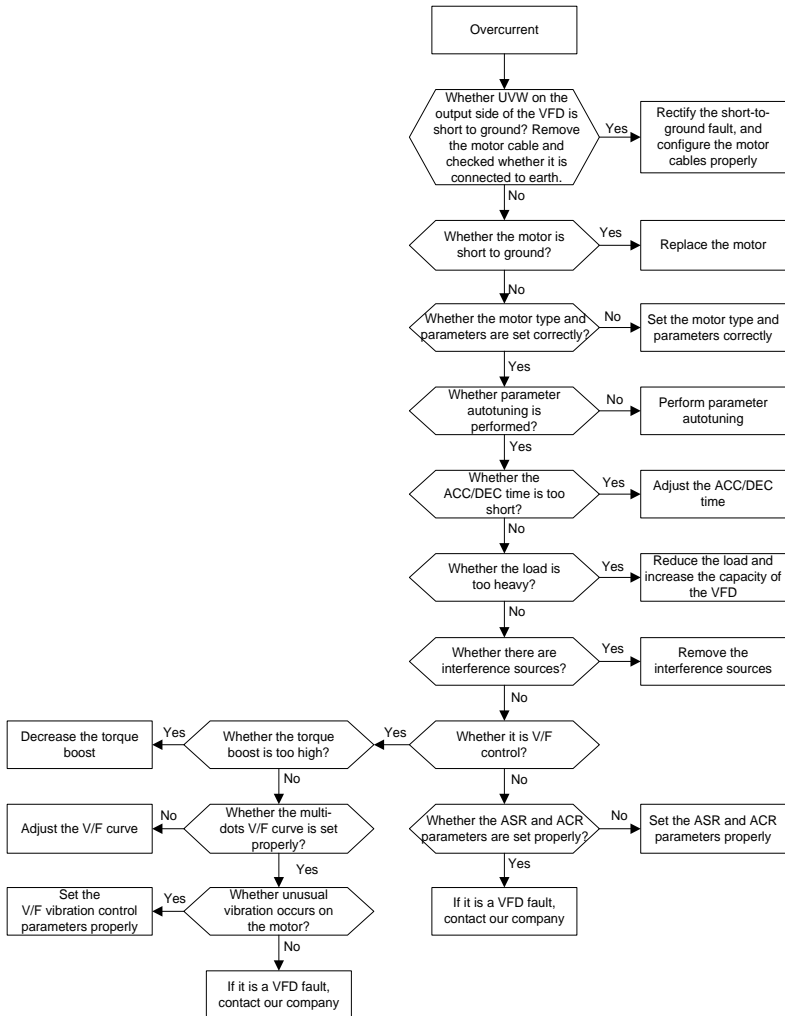 Overcurrent
Whether UVW on the
output side of the VFD is
short to ground? Remove
the motor cable and
checked whether it is
connected to earth.
Yes
Rectify the short-to-
ground fault, and
configure the motor
cables properly
No
Whether the motor is
short to ground?
Yes
Replace the motor
No
Whether the motor type and
parameters are set correctly?
No
Set the motor type and
parameters correctly
Yes
Whether parameter
autotuning is
performed?
No
Perform parameter
autotuning
Yes
Whether the
ACC/DEC time is too
short?
Yes
Adjust the ACC/DEC
time
No
Whether the load is
too heavy?
Yes
Reduce the load and
increase the capacity of
the VFD
No
Whether there are
interference sources?
Yes
Remove the
interference sources
No
Whether it is V/F
control?
Yes
Whether the torque
boost is too high?
Yes
Decrease the torque
boost
No
Whether the multi-
dots V/F curve is set
properly?
No
Adjust the V/F curve
Yes
Whether unusual
vibration occurs on
the motor?
Yes
Set the
V/F vibration control
parameters properly
No
If it is a VFD fault,
contact our company
No
Whether the ASR and ACR
parameters are set properly?
No
Set the ASR and ACR
parameters properly
Yes
If it is a VFD fault,
contact our company